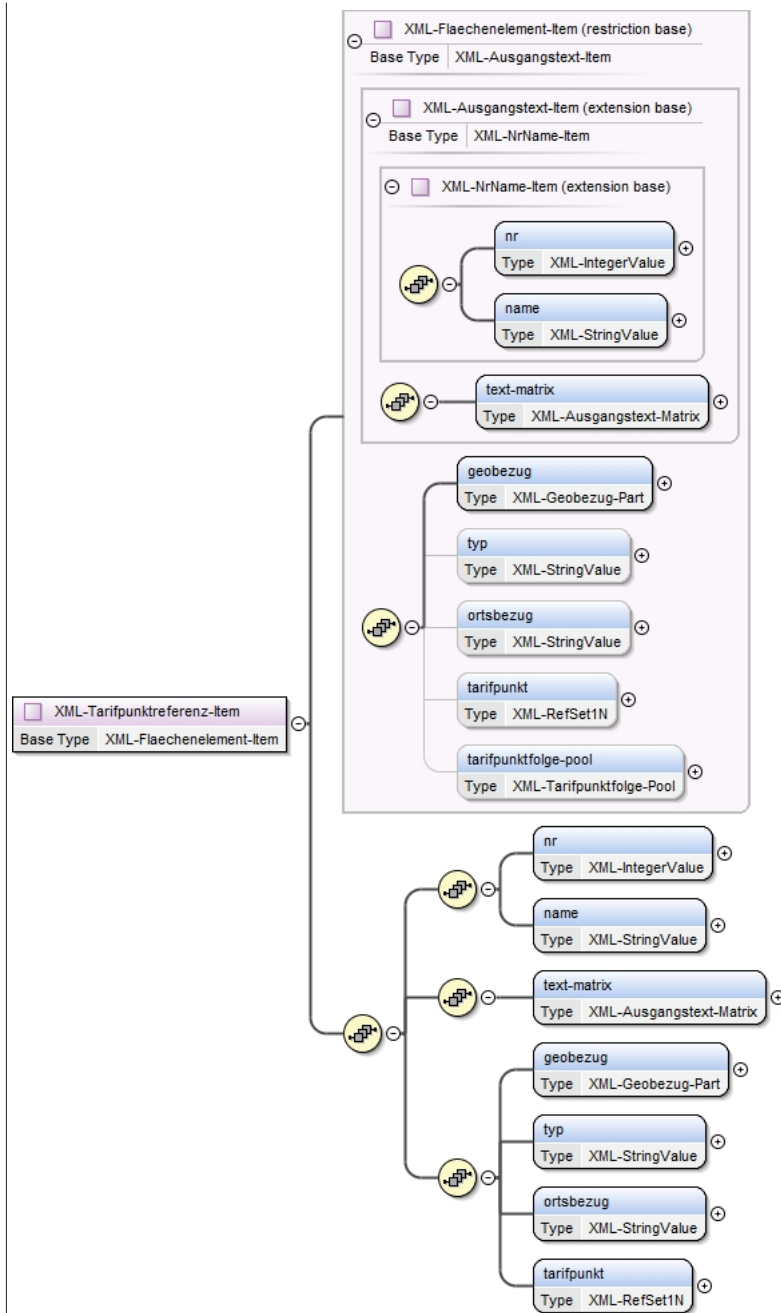 XML-Flaechenelement-Item (restriction base)
Base Type XML-Ausgangstext-Item
XML-Ausgangstext-Item (extension base)
Base Type XML-NrName-Item
XML-NrName-Item (extension base)
nr
Type XML-IntegerValue
name
Type XML-StringValue
text-matrix
Type XML-Ausgangstext-Matrix
geobezug
Type XML-Geobezug-Part
typ
Type XML-StringValue
ortsbezug
Type XML-StringValue
tarifpunkt
Type XML-RefSet1N
tarifpunktfolge-pool
Type XML-Tarifpunktfolge-Pool
XML-Tarifpunktreferenz-Item
Base Type XML-Flaechenelement-Item
nr
Type XML-IntegerValue
name
Type XML-StringValue
text-matrix
Type XML-Ausgangstext-Matrix
geobezug
Type XML-Geobezug-Part
typ
Type XML-StringValue
ortsbezug
Type XML-StringValue
tarifpunkt
Type XML-RefSet1N